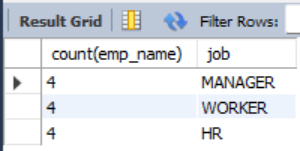 Result Grid Filter Rows:
count(emp_name) job
4 MANAGER
4 WORKER
4 HR